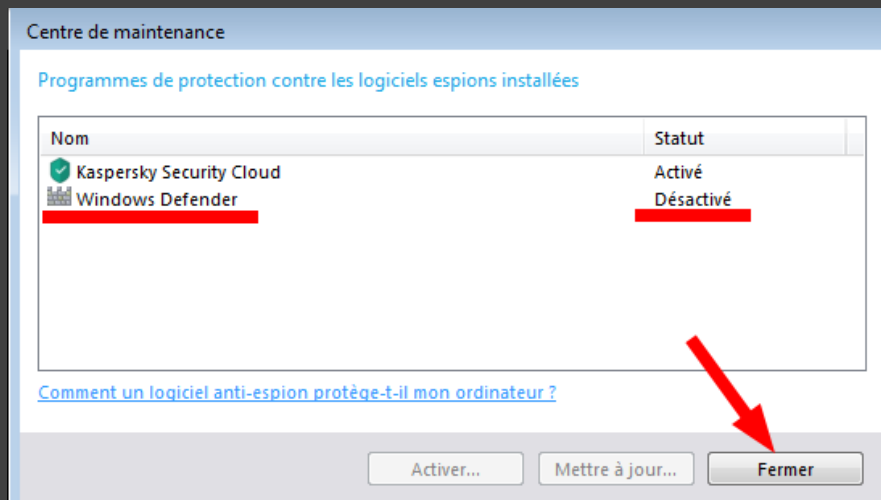 Centre de maintenance
Programmes de protection contre les logiciels espions installées
Nom Statut
Kaspersky Security Cloud Activé
Windows Defender Désactivé
Comment un logiciel anti-espion protège-t-il mon ordinateur ?
Activer... Mettre à jour... Fermer